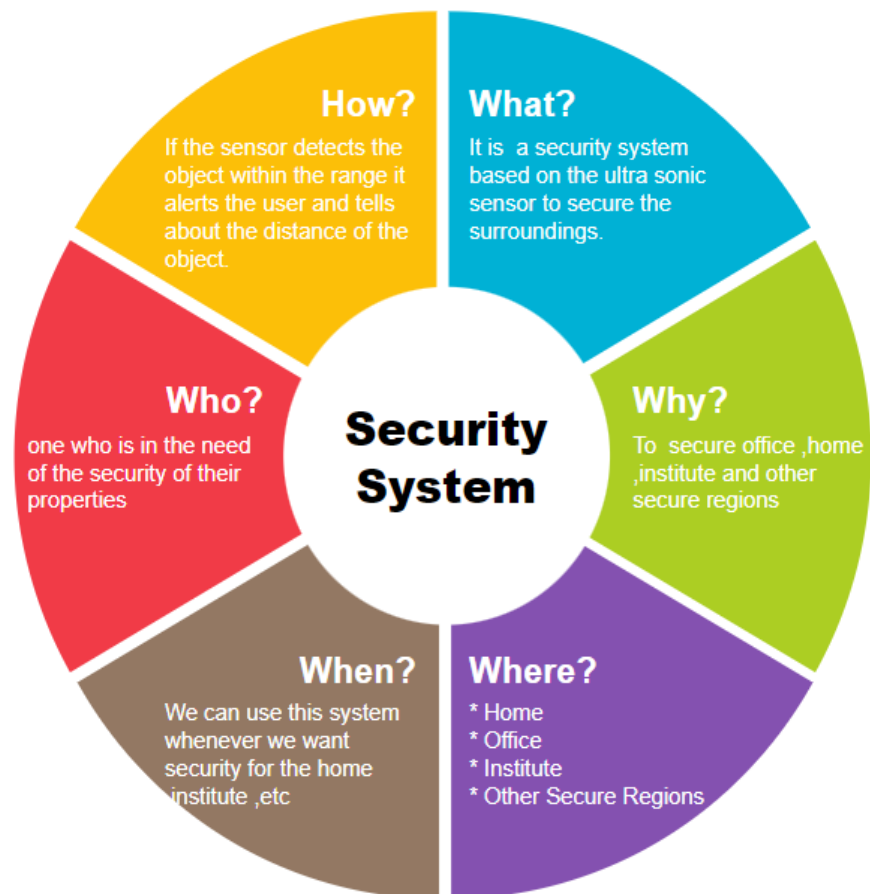 How?
If the sensor detects the
object within the range it
alerts the user and tells
about the distance of the
object.
What?
It is a security system
based on the ultra sonic
sensor to secure the
surroundings.
Who?
one who is in the need
of the security of their
properties
Security
System
Why?
To secure office ,home
,institute and other
secure regions
When?
We can use this system
whenever we want
security for the home
,institute ,etc
Where?
* Home
* Office
* Institute
* Other Secure Regions